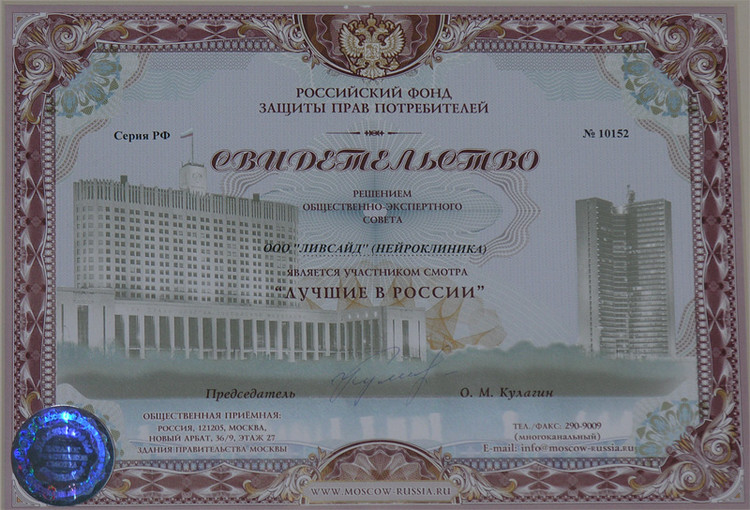 РОССИЙСКИЙ ФОНД
ЗАЩИТЫ ПРАВ ПОТРЕБИТЕЛЕЙ
Серия РФ
№ 10152
СВИДЕТЕЛЬСТВО
РЕШЕНИЕМ
ОБЩЕСТВЕННО-ЭКСПЕРТНОГО
СОВЕТА
ООО "ЛИВСАЙД" (НЕЙРОКЛИНИКА)
ЯВЛЯЕТСЯ УЧАСТНИКОМ СМОТРА
“ЛУЧШИЕ В РОССИИ”
Председатель
О. М. Кулагин
ОБЩЕСТВЕННАЯ ПРИЁМНАЯ:
РОССИЯ, 121205, МОСКВА,
НОВЫЙ АРБАТ, 36/9, ЭТАЖ 27
ЗДАНИЯ ПРАВИТЕЛЬСТВА МОСКВЫ
ТЕЛ./ФАКС: 290-9009
(многоканальный)
E-mail: info@moscow-russia.ru
WWW.MOSCOW-RUSSIA.RU